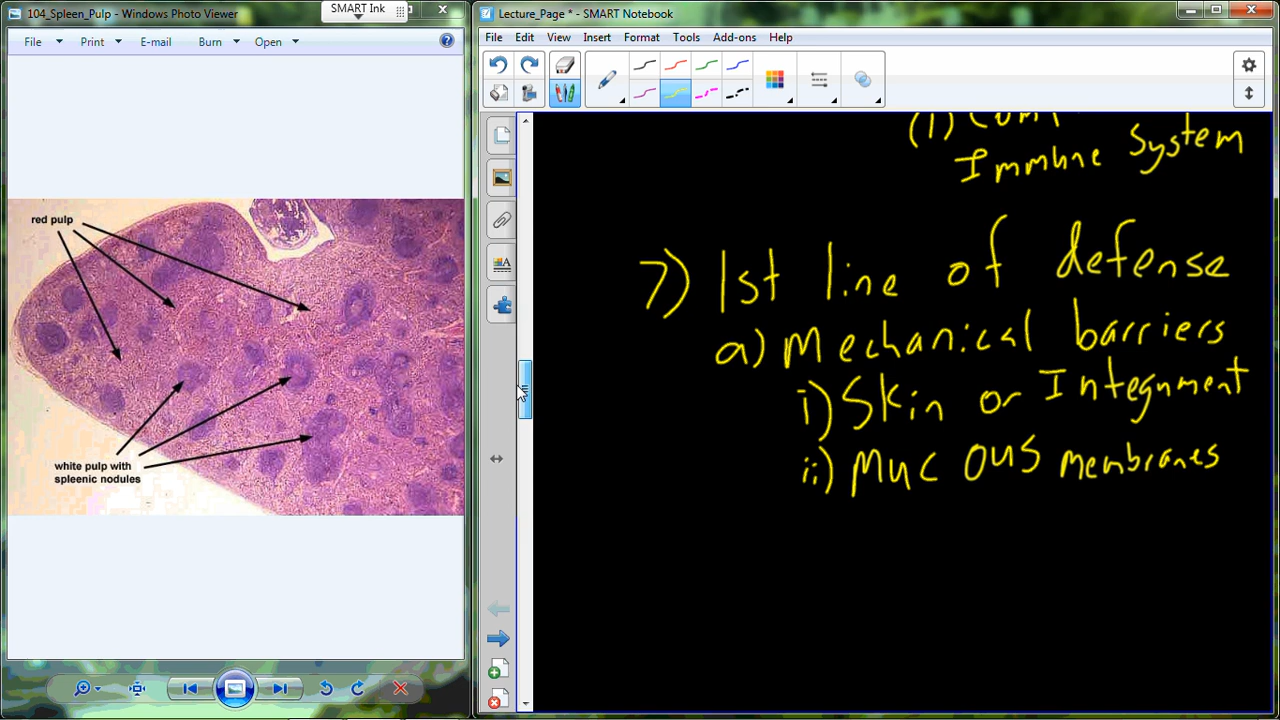 104_Spleen_Pulp - Windows Photo Viewer
SMART Ink
File Print E-mail Burn Open
red pulp
white pulp with
spleenic nodules
Lecture_Page * - SMART Notebook
File Edit View Insert Format Tools Add-ons Help
(1)
Immune System
7) 1st line of defense
a) Mechanical barriers
i) Skin or Integument
ii) Muc ous membranes